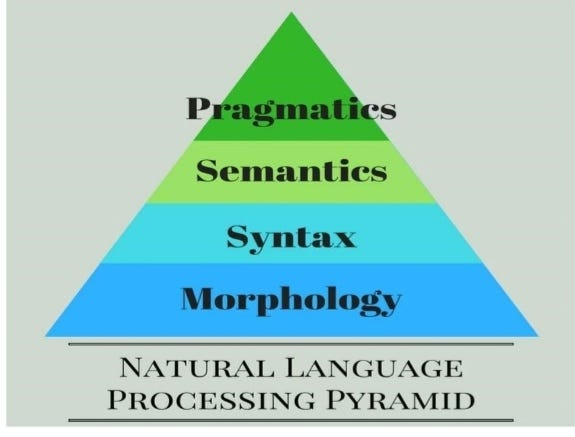 Pragmatics
Semantics
Syntax
Morphology
Natural Language
Processing Pyramid